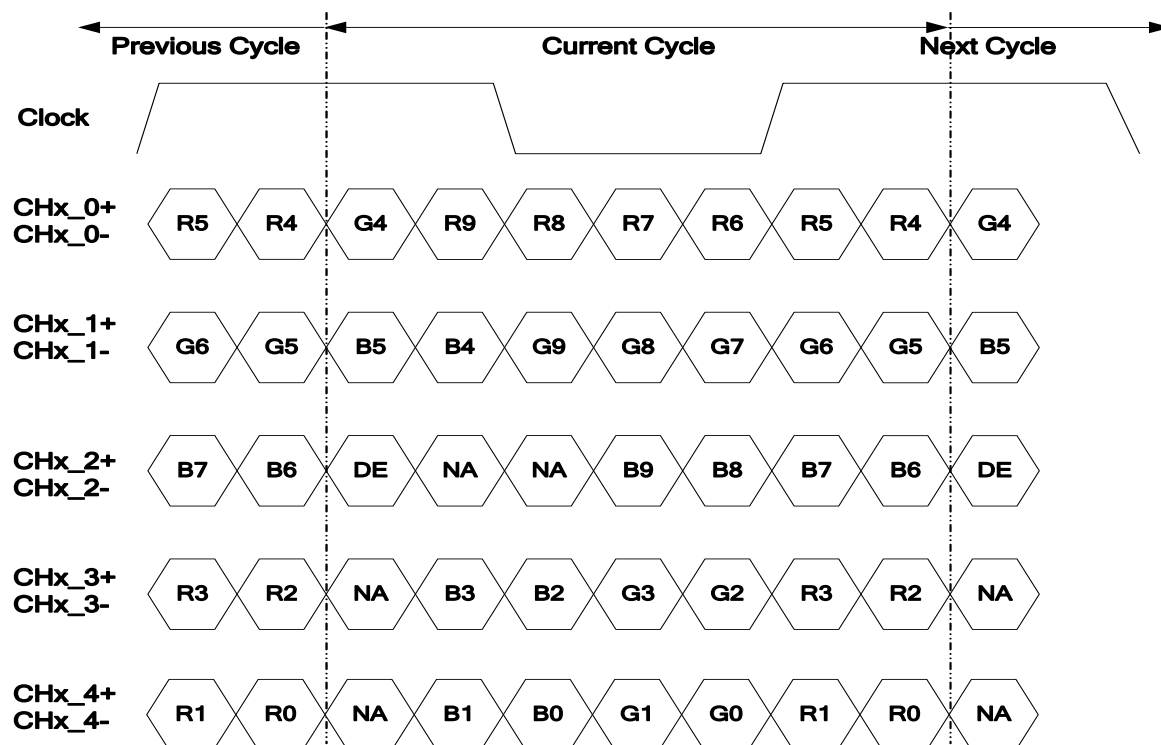 Previous Cycle Current Cycle Next Cycle
Clock
CHx_0+
CHx_0-
R5 R4 G4 R9 R8 R7 R6 R5 R4 G4
CHx_1+
CHx_1-
G6 G5 B5 B4 G9 G8 G7 G6 G5 B5
CHx_2+
CHx_2-
B7 B6 DE NA NA B9 B8 B7 B6 DE
CHx_3+
CHx_3-
R3 R2 NA B3 B2 G3 G2 R3 R2 NA
CHx_4+
CHx_4-
R1 R0 NA B1 B0 G1 G0 R1 R0 NA